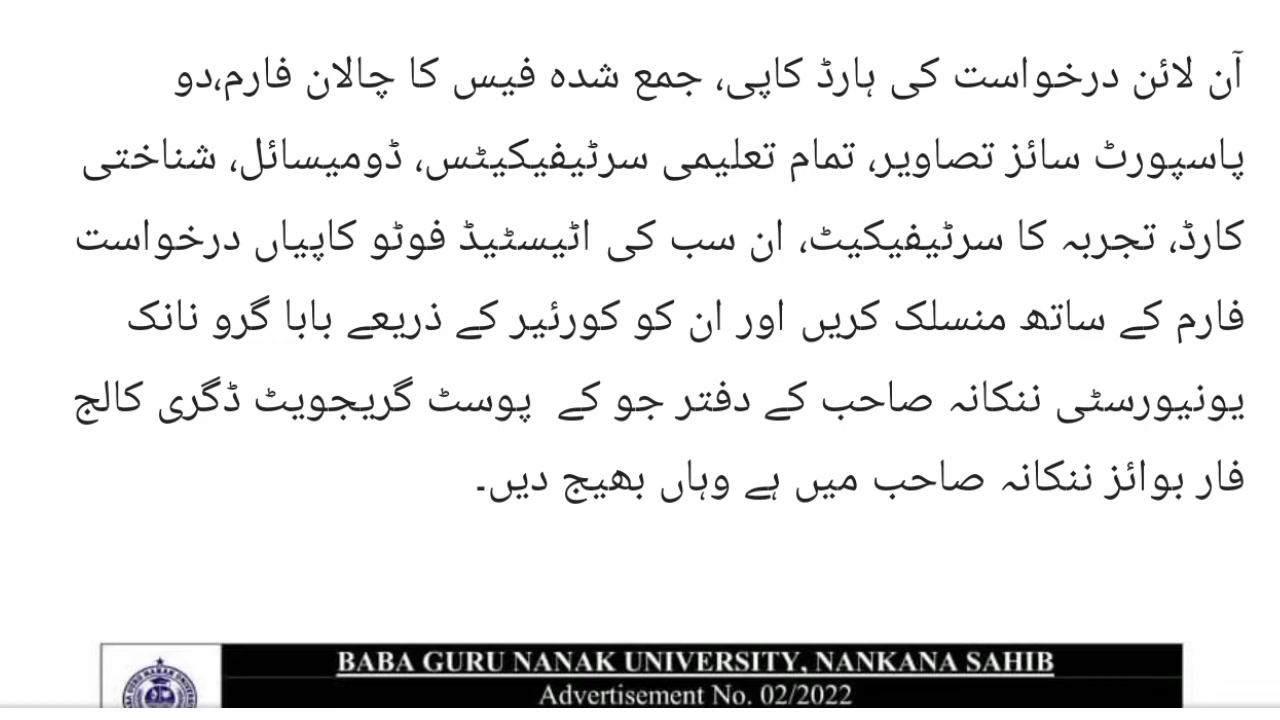 آن لائن درخواست کی ہارڈ کاپی، جمع شدہ فیس کا چالان فارم،دو
پاسپورٹ سائز تصاویر، تمام تعلیمی سرٹیفیکیٹس، ڈومیسائل، شناختی
کارڈ، تجربہ کا سرٹیفیکیٹ، ان سب کی اٹیسٹیڈ فوٹو کاپیاں درخواست
فارم کے ساتھ منسلک کریں اور ان کو کورئیر کے ذریعے بابا گرو نانک
یونیورسٹی ننکانہ صاحب کے دفتر جو کے پوسٹ گریجویٹ ڈگری کالج
فار بوائز ننکانہ صاحب میں ہے وہاں بھیج دیں۔
BABA GURU NANAK UNIVERSITY, NANKANA SAHIB
Advertisement No. 02/2022